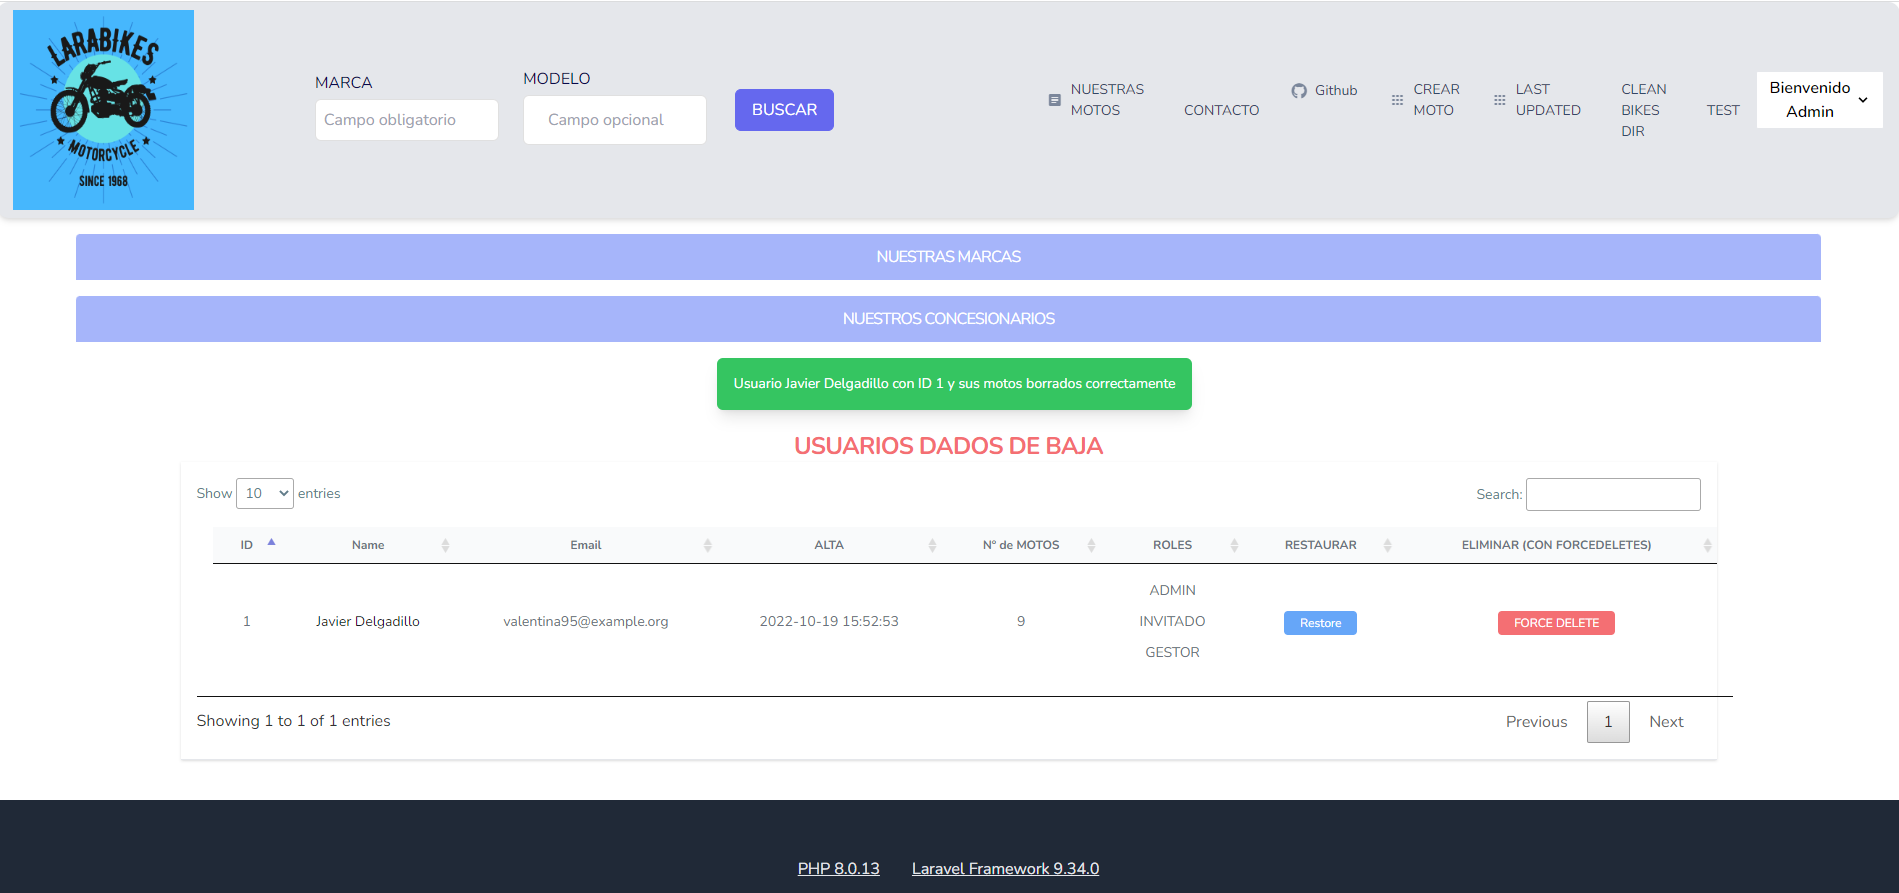 LARABIKES
MOTORCYCLE
SINCE 1968
MARCA
Campo obligatorio
MODELO
Campo opcional
BUSCAR
NUESTRAS
MOTOS
CONTACTO
Github
CREAR
MOTO
LAST
UPDATED
CLEAN
BIKES
DIR
TEST
Bienvenido
Admin
NUESTRAS MARCAS
NUESTROS CONCESIONARIOS
Usuario Javier Delgadillo con ID 1 y sus motos borrados correctamente
USUARIOS DADOS DE BAJA
Show 10 entries
Search:
ID Name Email ALTA Nº de MOTOS ROLES RESTAURAR ELIMINAR (CON FORCEDELETES)
ADMIN
1 Javier Delgadillo valentina95@example.org 2022-10-19 15:52:53 9 INVITADO Restore FORCE DELETE
GESTOR
Showing 1 to 1 of 1 entries
Previous 1 Next
PHP 8.0.13 Laravel Framework 9.34.0